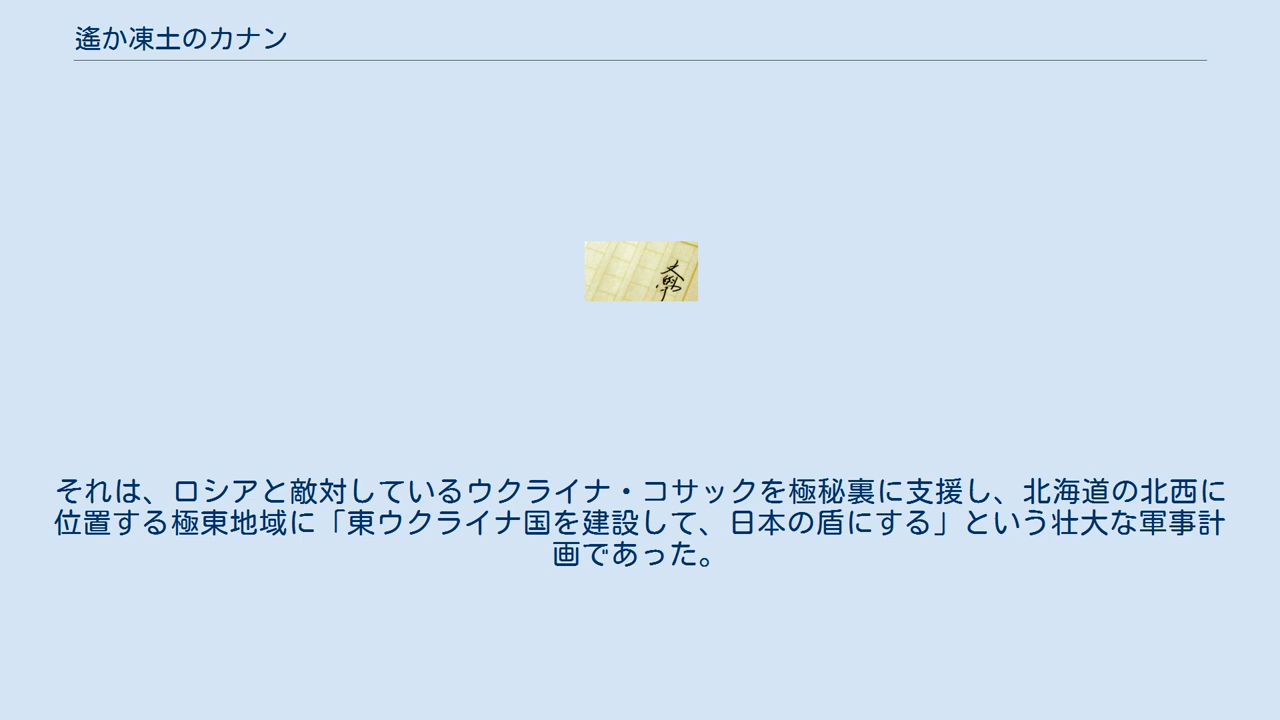 遙か凍土のカナン
それは、ロシアと敵対しているウクライナ・コサックを極秘裏に支援し、北海道の北西に
位置する極東地域に「東ウクライナ国を建設して、日本の盾にする」という壮大な軍事計
画であった。